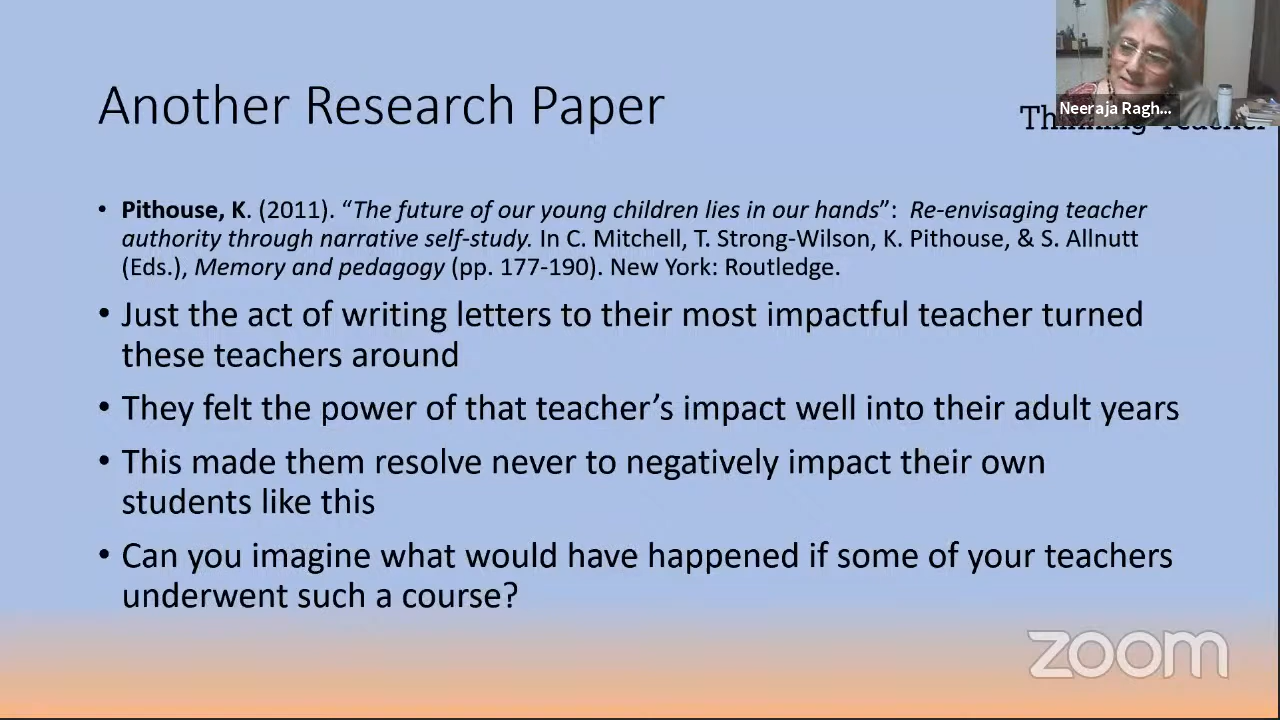 Another Research Paper
Neeraja Ragh...
• Pithouse, K. (2011). “The future of our young children lies in our hands”: Re-envisaging teacher
authority through narrative self-study. In C. Mitchell, T. Strong-Wilson, K. Pithouse, & S. Allnutt
(Eds.), Memory and pedagogy (pp. 177-190). New York: Routledge.
• Just the act of writing letters to their most impactful teacher turned
these teachers around
• They felt the power of that teacher’s impact well into their adult years
• This made them resolve never to negatively impact their own
students like this
• Can you imagine what would have happened if some of your teachers
underwent such a course?
zoom